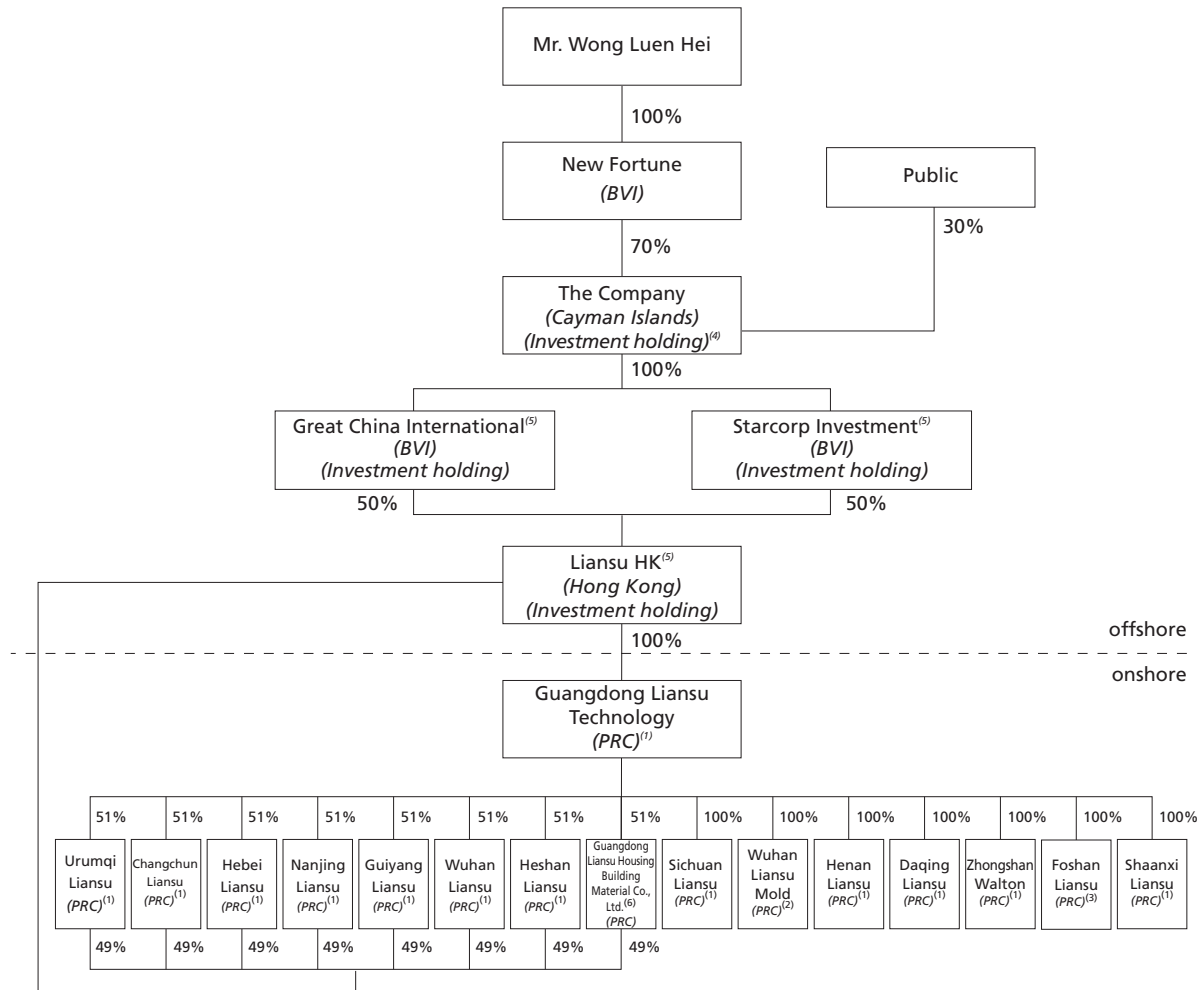 Mr. Wong Luen Hei
100%
New Fortune
(BVI)
Public
70%
30%
The Company
(Cayman Islands)
(Investment holding)(4)
100%
Great China International(5)
(BVI)
(Investment holding)
Starcorp Investment(5)
(BVI)
(Investment holding)
50%
50%
Liansu HK(5)
(Hong Kong)
(Investment holding)
100%
offshore
onshore
Guangdong Liansu
Technology
(PRC)(1)
51%
51%
51%
51%
51%
51%
51%
51%
100%
100%
100%
100%
100%
100%
100%
Urumqi
Liansu
(PRC)(1)
Changchun
Liansu
(PRC)(1)
Hebei
Liansu
(PRC)(1)
Nanjing
Liansu
(PRC)(1)
Guiyang
Liansu
(PRC)(1)
Wuhan
Liansu
(PRC)(1)
Heshan
Liansu
(PRC)(1)
Guangdong
Liansu Housing
Building
Material Co.,
Ltd.(6)
(PRC)
Sichuan
Liansu
(PRC)(1)
Wuhan
Liansu
Mold
(PRC)(2)
Henan
Liansu
(PRC)(1)
Daqing
Liansu
(PRC)(1)
Zhongshan
Walton
(PRC)(1)
Foshan
Liansu
(PRC)(3)
Shaanxi
Liansu
(PRC)(1)
49%
49%
49%
49%
49%
49%
49%
49%